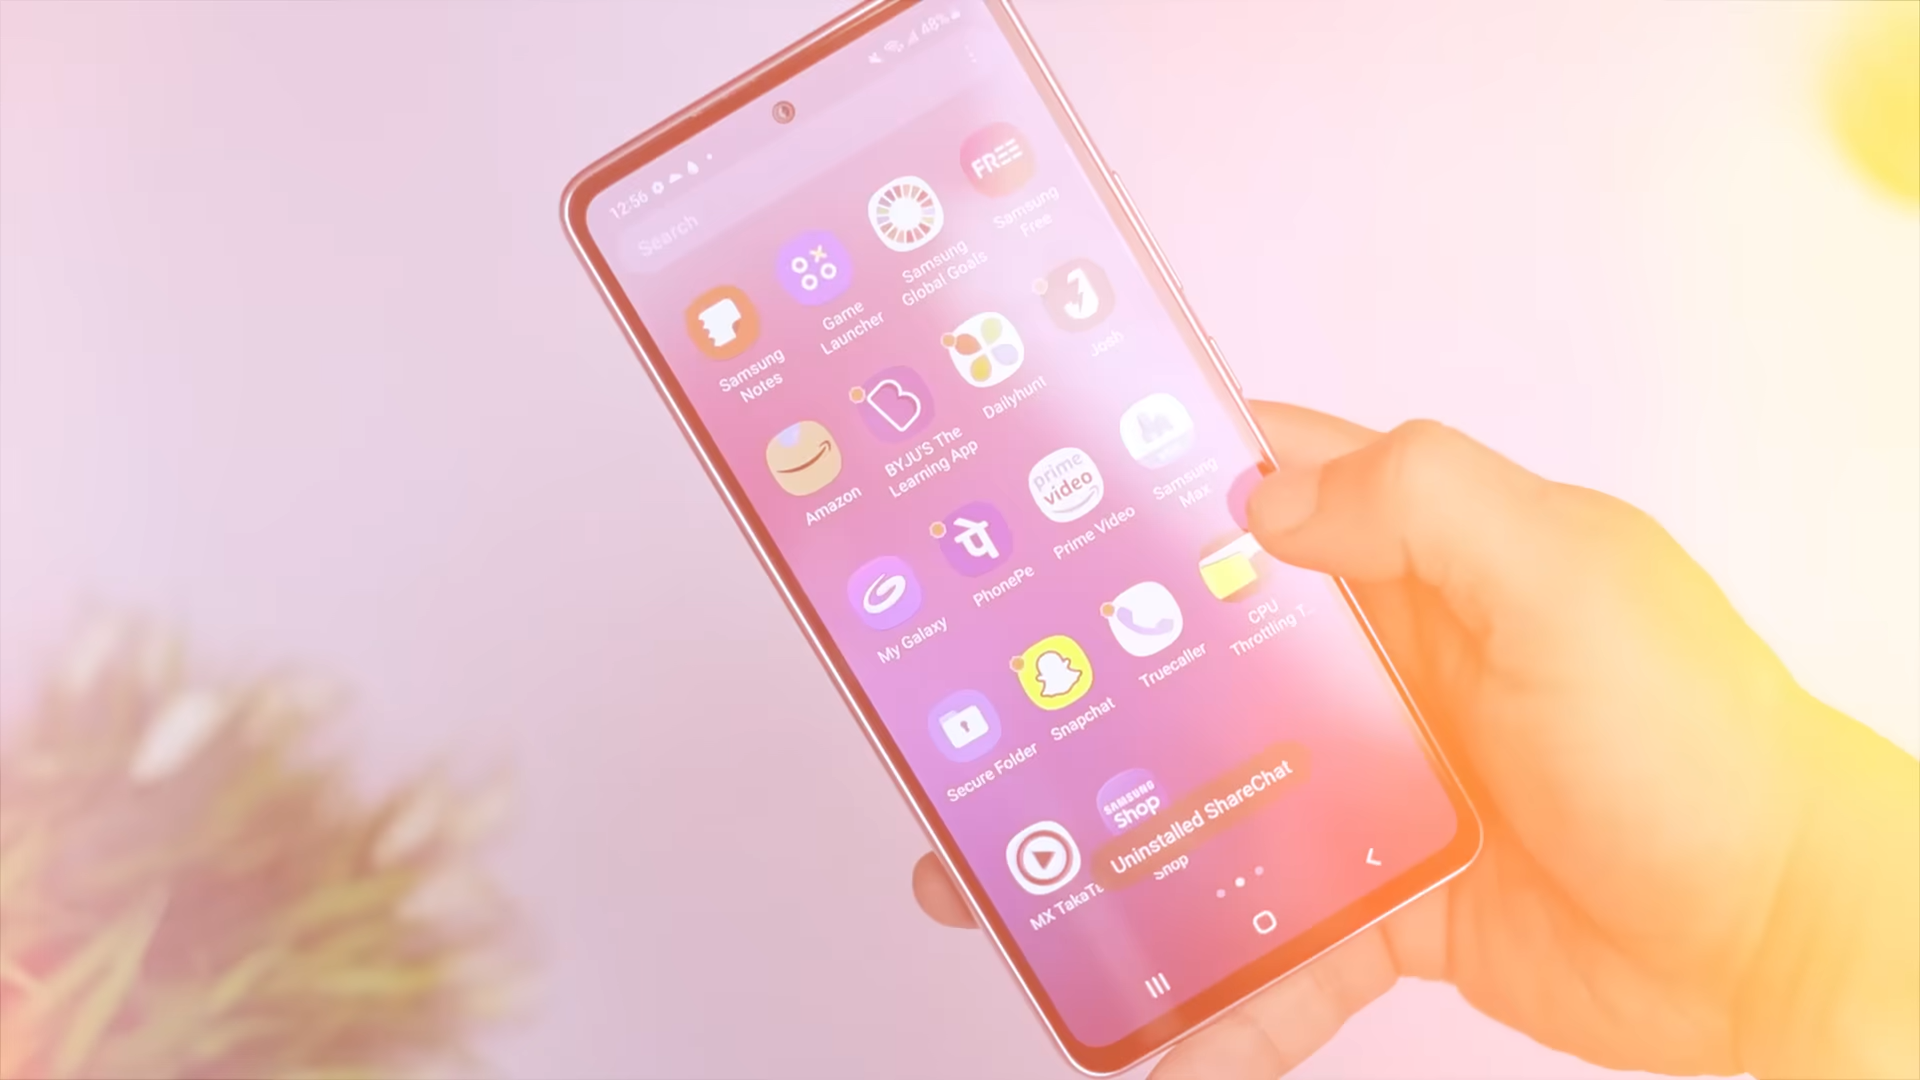 12:56
48%
Search
FREE
Samsung
Notes
Game
Launcher
Samsung
Global Goals
Samsung
Free
Amazon
BYJU'S The
Learning App
Dailyhunt
Josh
My Galaxy
पे
PhonePe
prime
video
Prime Video
Samsung
Max
Secure Folder
Snapchat
Truecaller
CPU
Throttling T...
MX TakaT
SAMSUNG
Shop
Shop
Uninstalled ShareChat